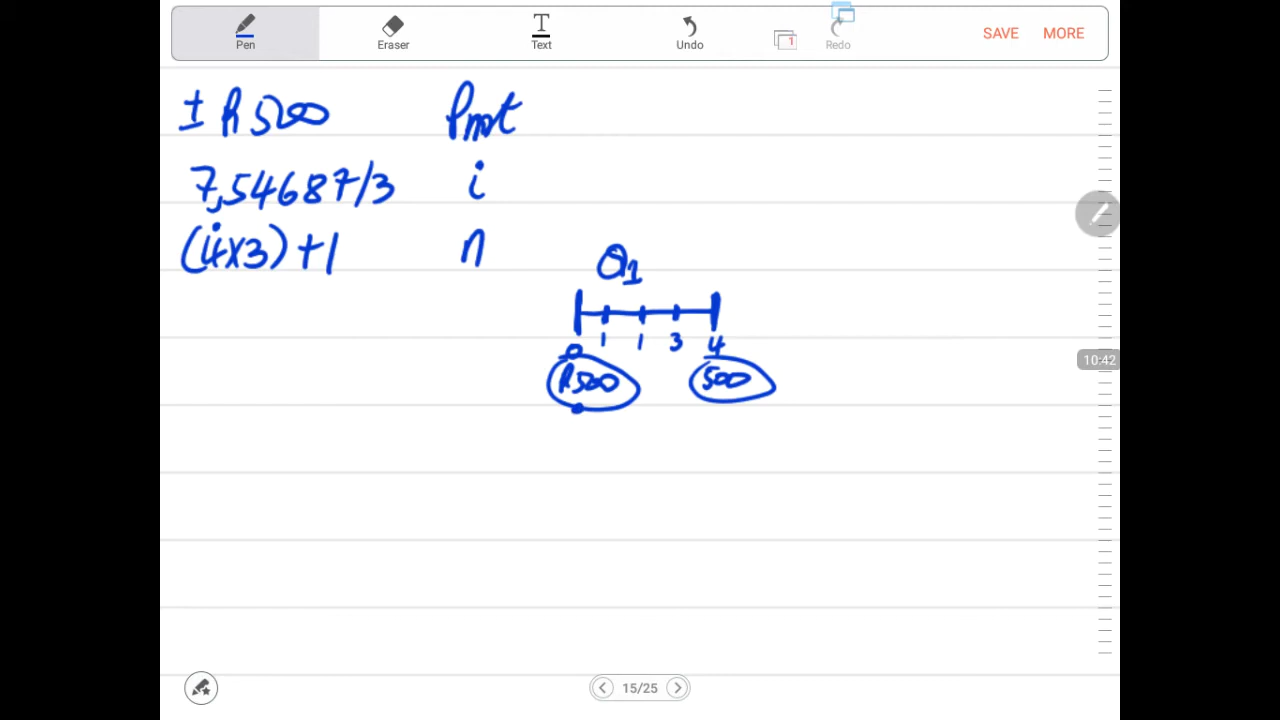 Pen Eraser Text Undo 1 Redo SAVE MORE
± R500 Pmt
7,54687/3 i
(4x3)+1 n
Q1
0 1 1 3 4
R500 500
10:42
15/25